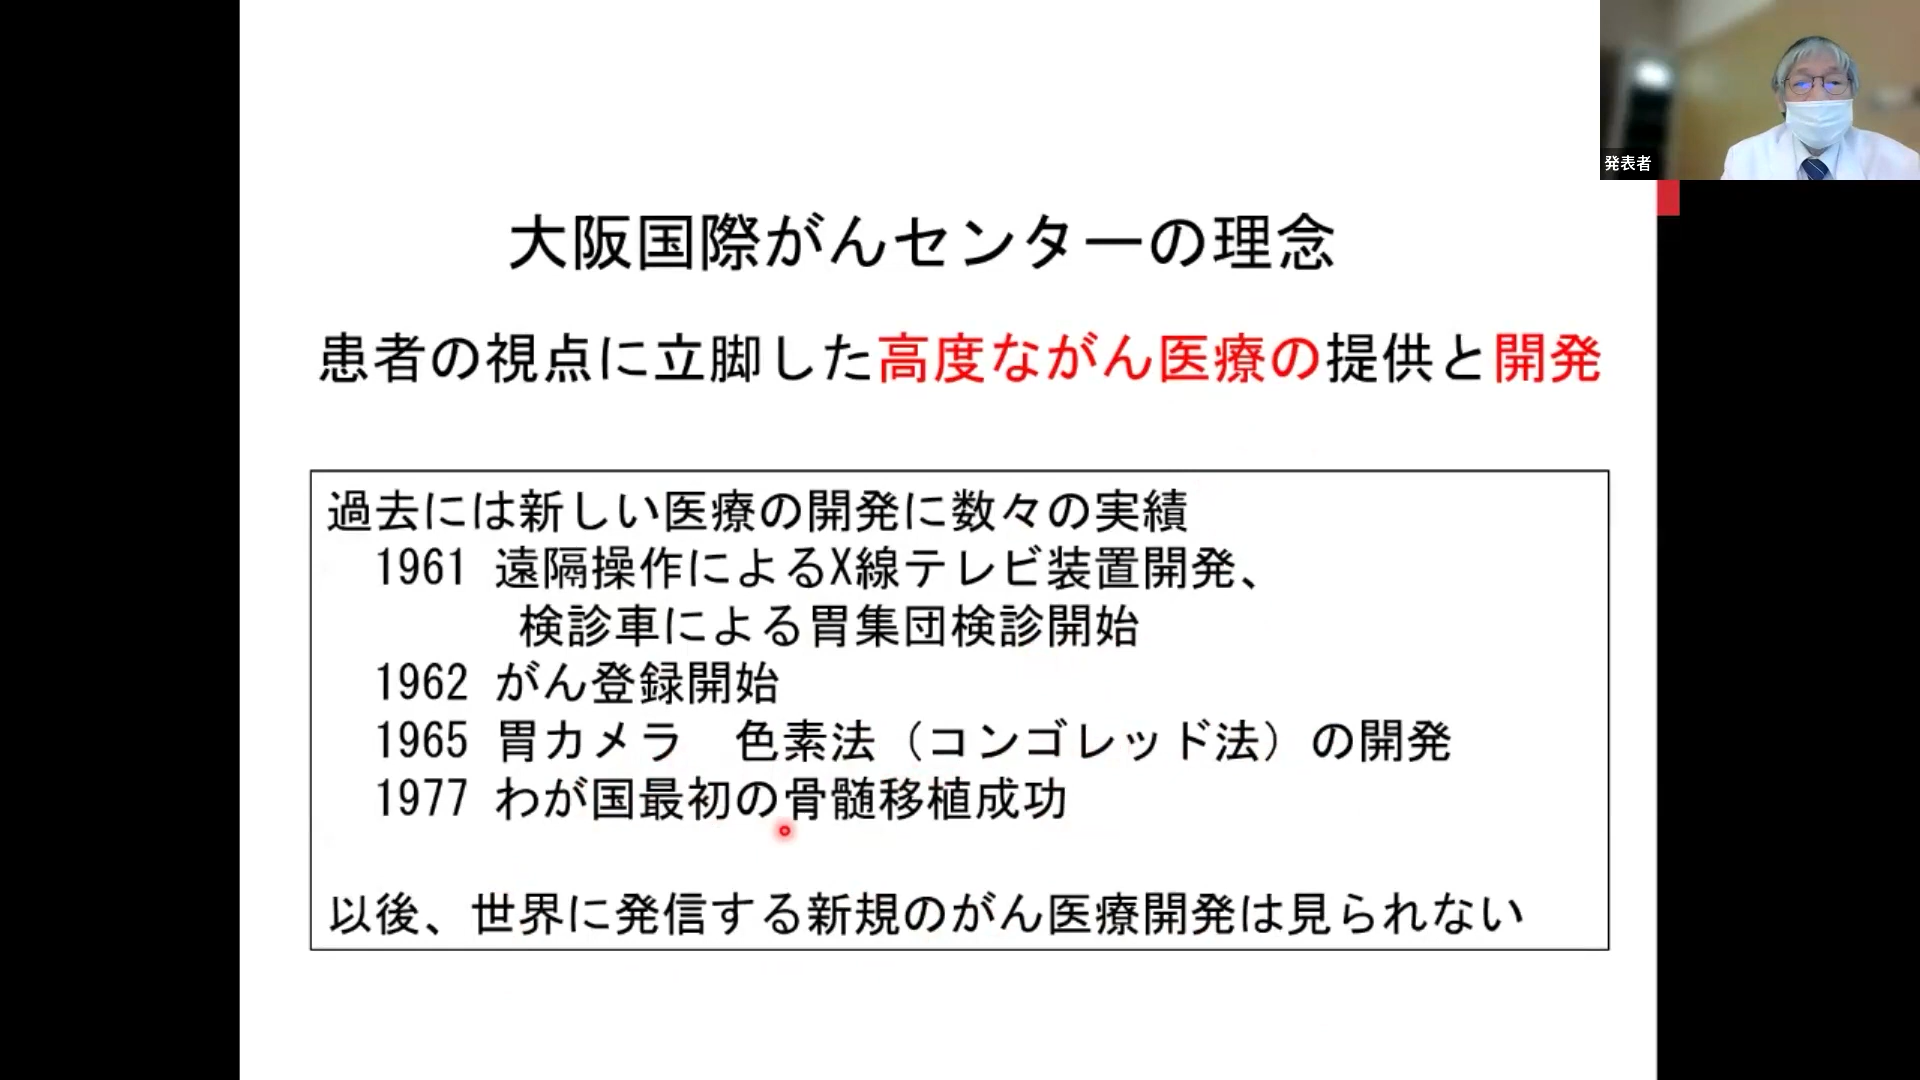 発表者
大阪国際がんセンターの理念
患者の視点に立脚した高度ながん医療の提供と開発
過去には新しい医療の開発に数々の実績
1961 遠隔操作によるX線テレビ装置開発、
検診車による胃集団検診開始
1962 がん登録開始
1965 胃カメラ　色素法（コンゴレッド法）の開発
1977 わが国最初の骨髄移植成功
以後、世界に発信する新規のがん医療開発は見られない